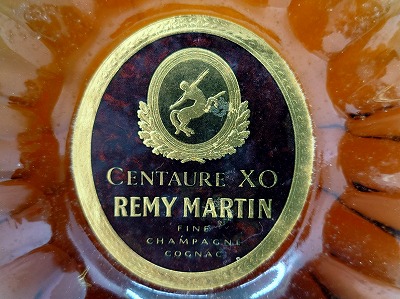 CENTAURE XO
REMY MARTIN
FINE
CHAMPAGNE
COGNAC